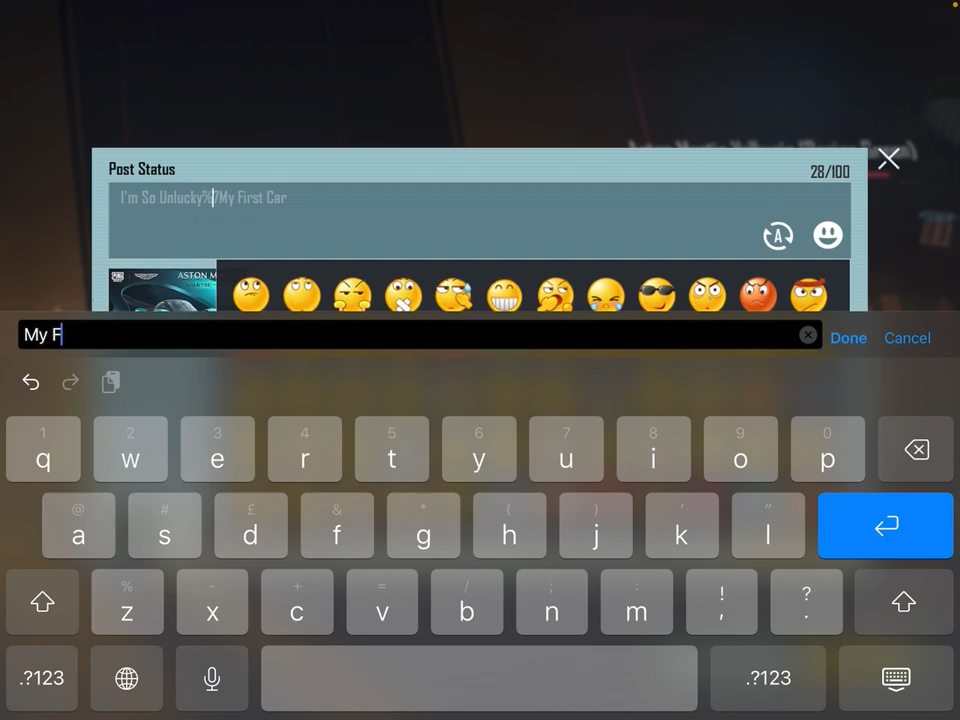 Post Status
28/100
I'm So Unlucky%7My First Car
A
ASTON M
My F
Done
Cancel
1 2 3 4 5 6 7 8 9 0
q w e r t y u i o p
@ # £ & * ( ) ' "
a s d f g h j k l
% - + = / ; : ! ?
z x c v b n m , .
.?123
.?123